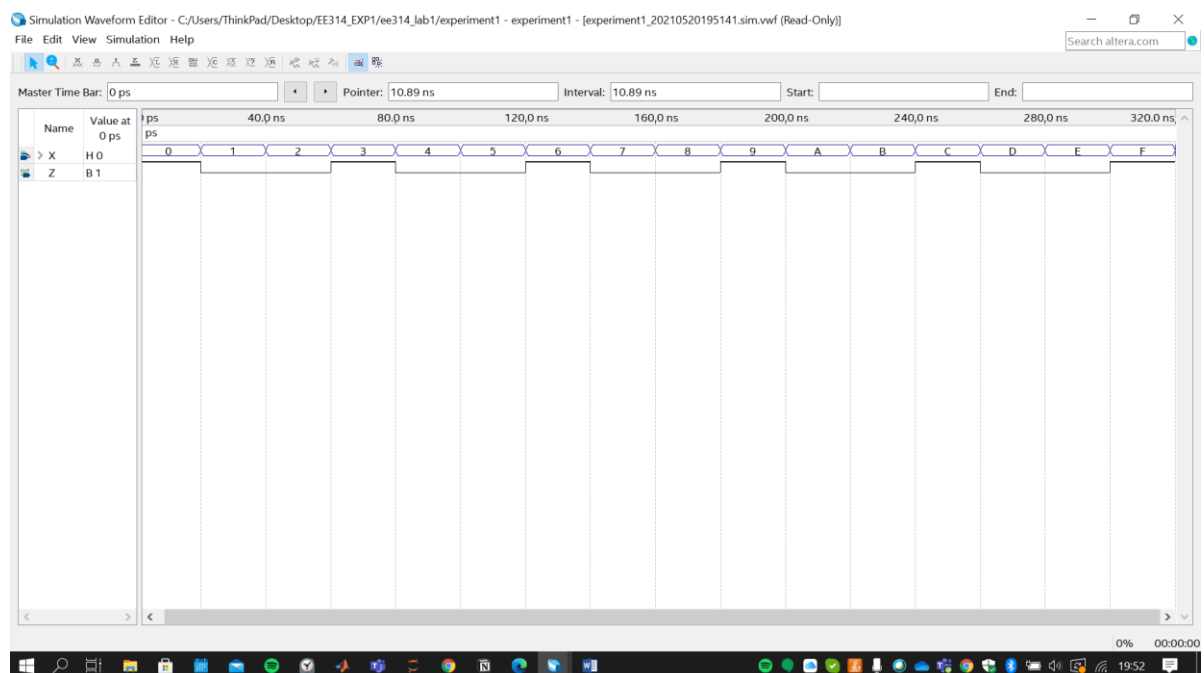 Simulation Waveform Editor - C:/Users/ThinkPad/Desktop/EE314_EXP1/ee314_lab1/experiment1 - experiment1 - [experiment1_20210520195141.sim.vwf (Read-Only)]
File Edit View Simulation Help
Search altera.com
Master Time Bar: 0 ps
Pointer: 10.89 ns
Interval: 10.89 ns
Start:
End:
Name
Value at
0 ps
ps 40.0 ns 80.0 ns 120.0 ns 160.0 ns 200.0 ns 240.0 ns 280.0 ns 320.0 ns
ps
X H 0 0 1 2 3 4 5 6 7 8 9 A B C D E F
Z B 1
0% 00:00:00
19:52